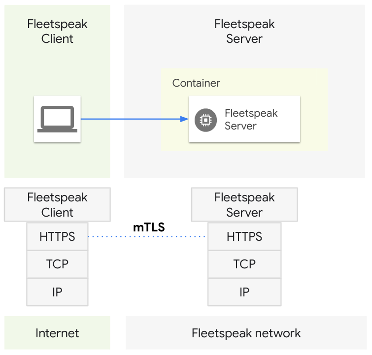 Fleetspeak
Client
Fleetspeak
Server
Container
Fleetspeak
Server
Fleetspeak
Client
Fleetspeak
Server
mTLS
HTTPS
HTTPS
TCP
TCP
IP
IP
Internet
Fleetspeak network